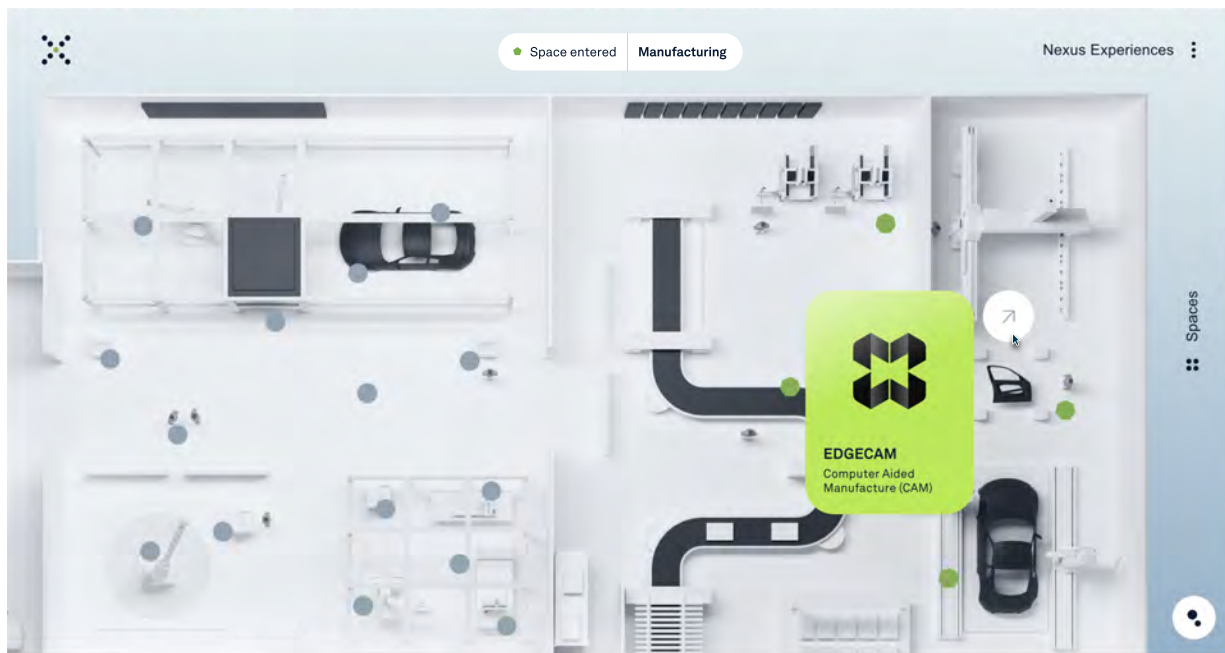 Space entered
Manufacturing
Nexus Experiences
Spaces
EDGECAM
Computer Aided
Manufacture (CAM)